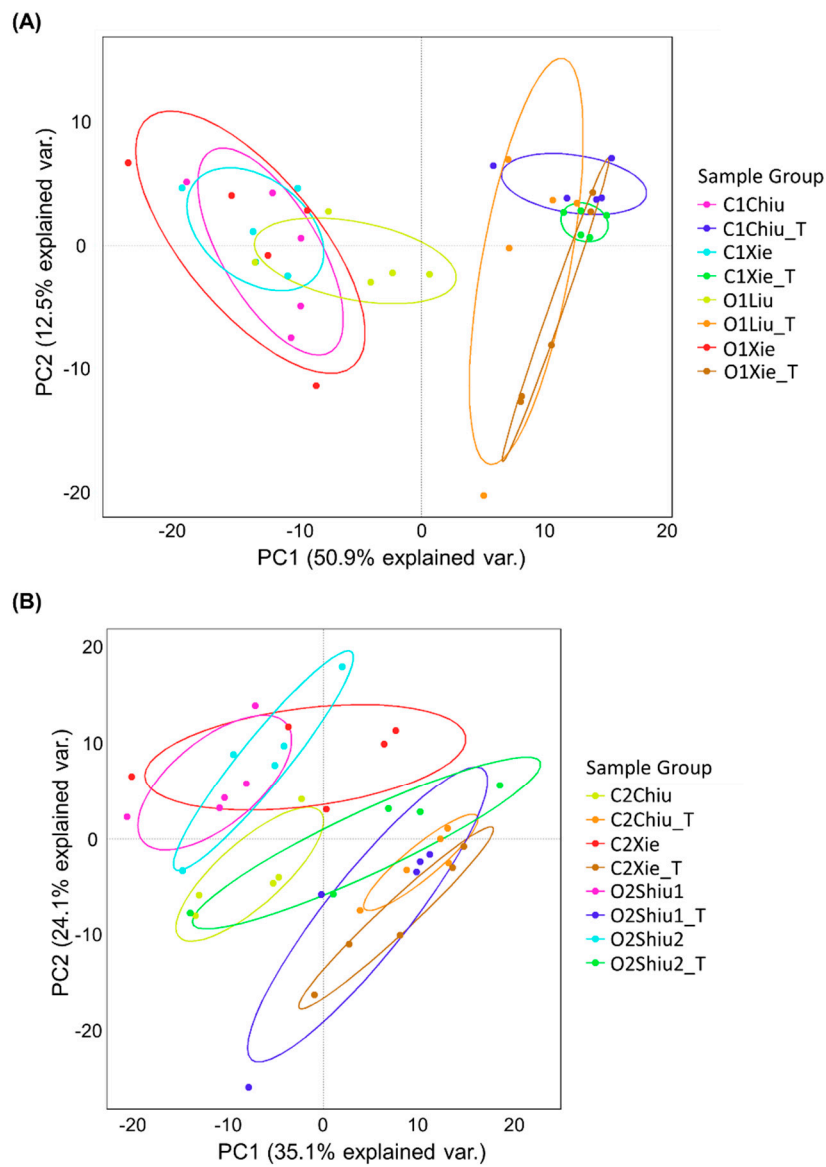 (A)
10
0
-10
-20
-20
-10
0
10
20
PC2 (12.5% explained var.)
PC1 (50.9% explained var.)
Sample Group
C1Chiu
C1Chiu_T
C1Xie
C1Xie_T
O1Liu
O1Liu_T
O1Xie
O1Xie_T
(B)
20
10
0
-10
-20
-20
-10
0
10
20
PC2 (24.1% explained var.)
PC1 (35.1% explained var.)
Sample Group
C2Chiu
C2Chiu_T
C2Xie
C2Xie_T
O2Shiu1
O2Shiu1_T
O2Shiu2
O2Shiu2_T